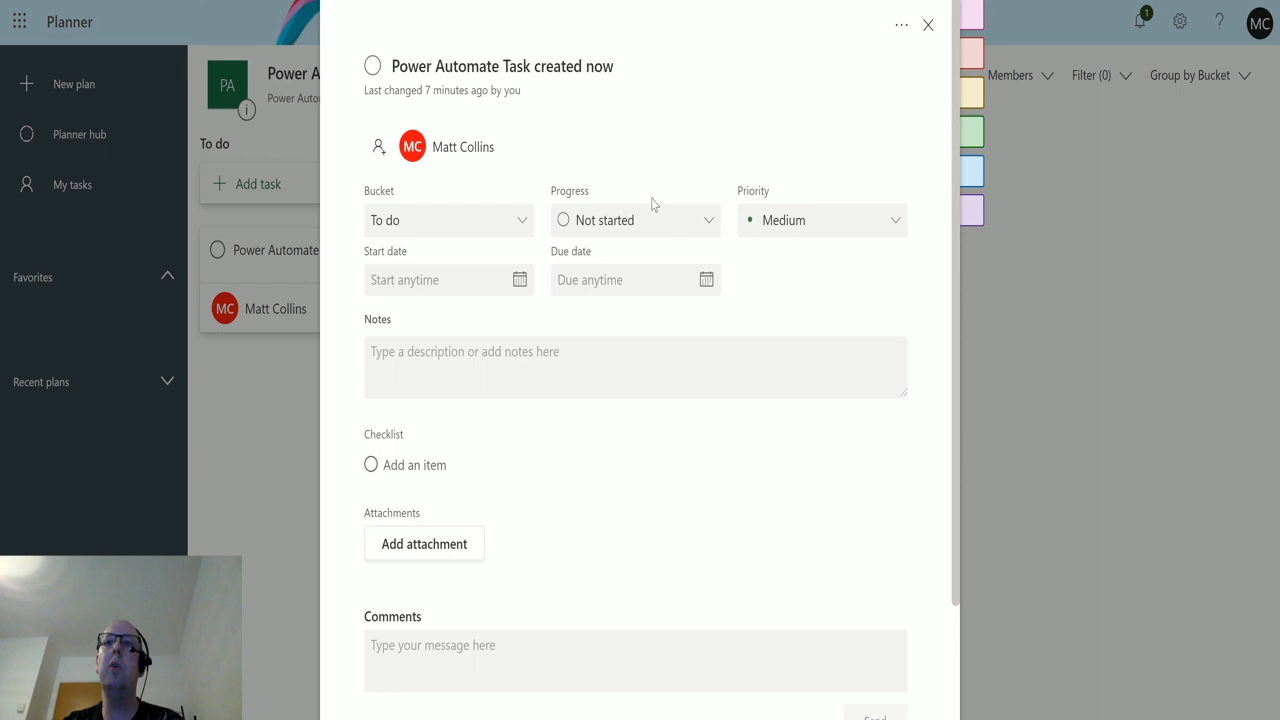 Planner
1
MC
New plan
Planner hub
My tasks
Favorites
Recent plans
PA
i
Power A
Power Auto
Members
Filter (0)
Group by Bucket
To do
Add task
Power Automate
MC
Matt Collins
Power Automate Task created now
Last changed 7 minutes ago by you
MC
Matt Collins
Bucket
Progress
Priority
To do
Not started
Medium
Start date
Due date
Start anytime
Due anytime
Notes
Type a description or add notes here
Checklist
Add an item
Attachments
Add attachment
Comments
Type your message here
Send